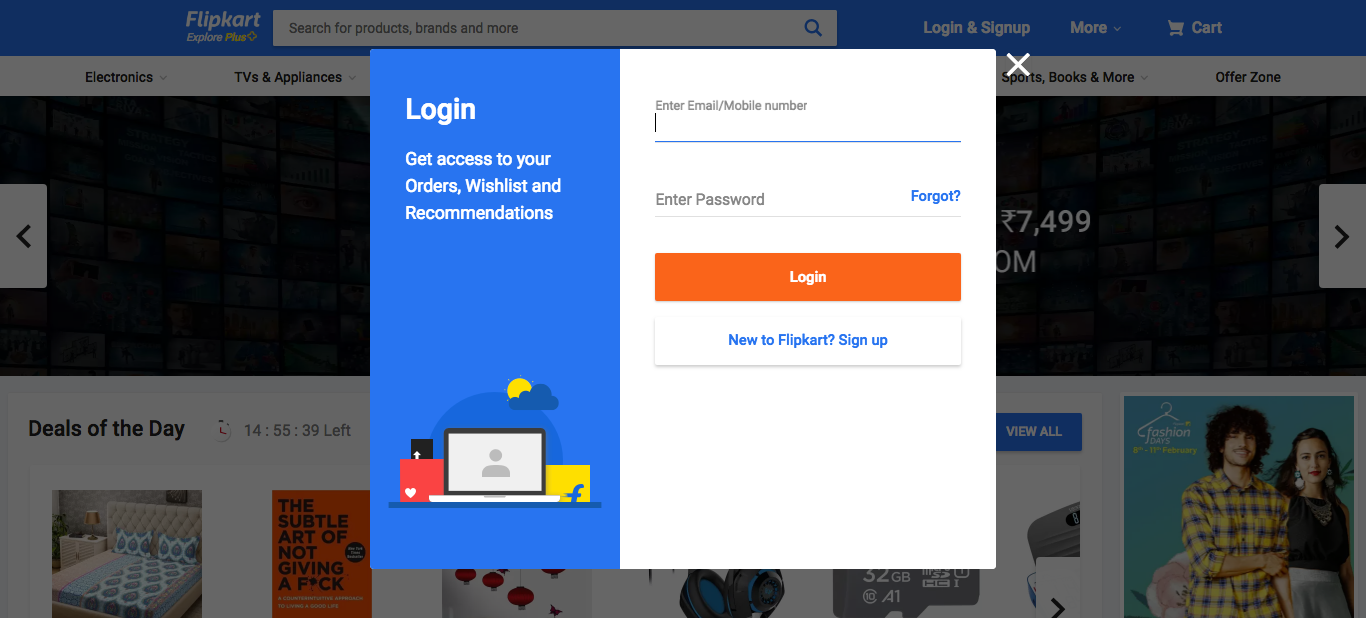 Flipkart
Explore Plus
Search for products, brands and more
Login & Signup
More
Cart
Electronics
TVs & Appliances
Sports, Books & More
Offer Zone
Login
Get access to your
Orders, Wishlist and
Recommendations
Enter Email/Mobile number
Enter Password
Forgot?
Login
New to Flipkart? Sign up
₹7,499
OM
Deals of the Day
14 : 55 : 39 Left
VIEW ALL
fashion
DAYS
8th - 11th February
THE
SUBTLE
ART OF
NOT
GIVING
A F*CK
A COUNTERINTUITIVE APPROACH
TO LIVING A GOOD LIFE
32GB
HC I
A1